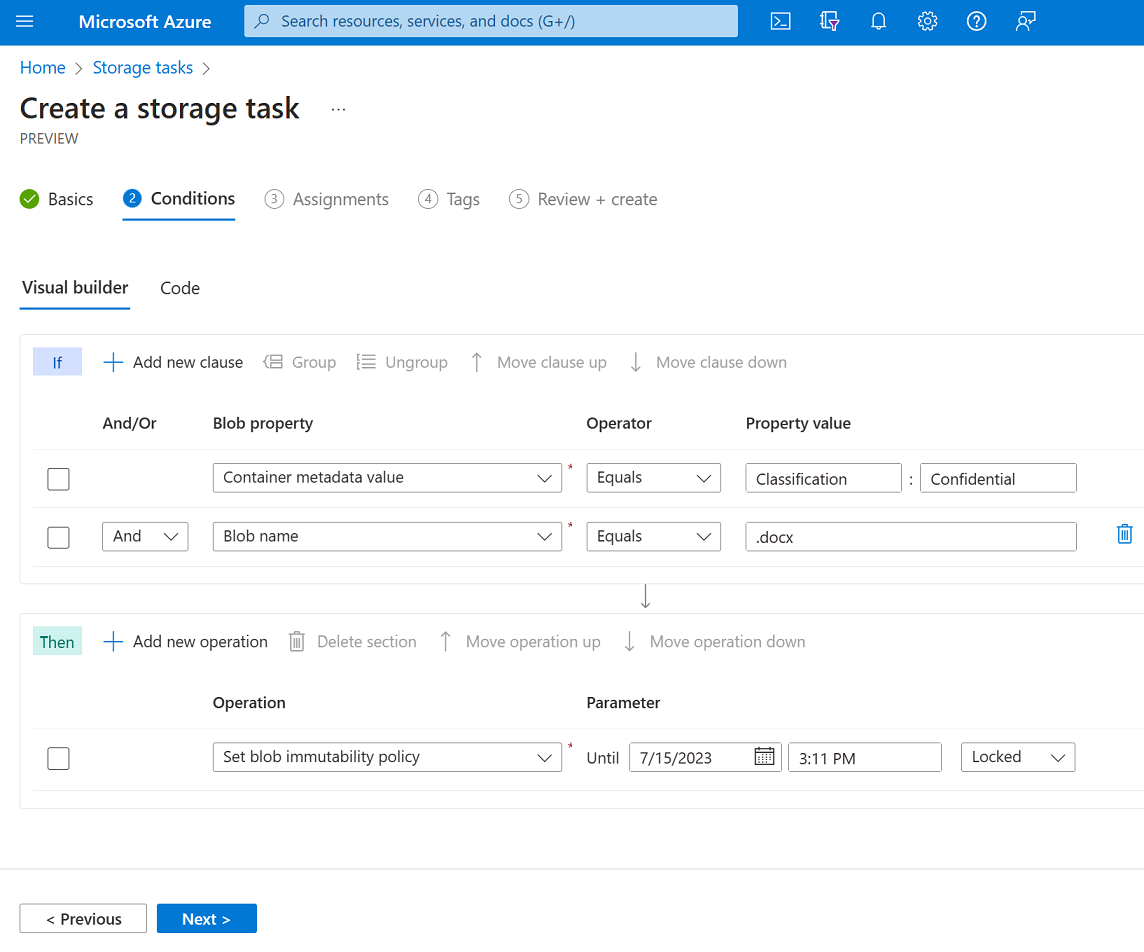 Microsoft Azure Search resources, services, and docs (G+/)
Home > Storage tasks >
Create a storage task ...
PREVIEW
Basics 2 Conditions 3 Assignments 4 Tags 5 Review + create
Visual builder Code
If + Add new clause Group Ungroup ↑ Move clause up ↓ Move clause down
And/Or Blob property Operator Property value
Container metadata value * Equals Classification : Confidential
And Blob name * Equals .docx
Then + Add new operation Delete section ↑ Move operation up ↓ Move operation down
Operation Parameter
Set blob immutability policy * Until 7/15/2023 3:11 PM Locked
< Previous Next >